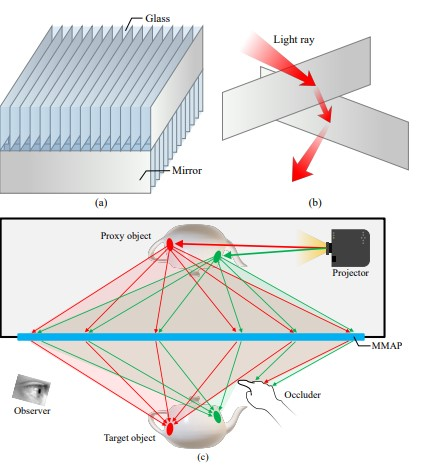 Glass
Mirror
(a)
Light ray
(b)
Proxy object
Projector
MMAP
Observer
Occluder
Target object
(c)